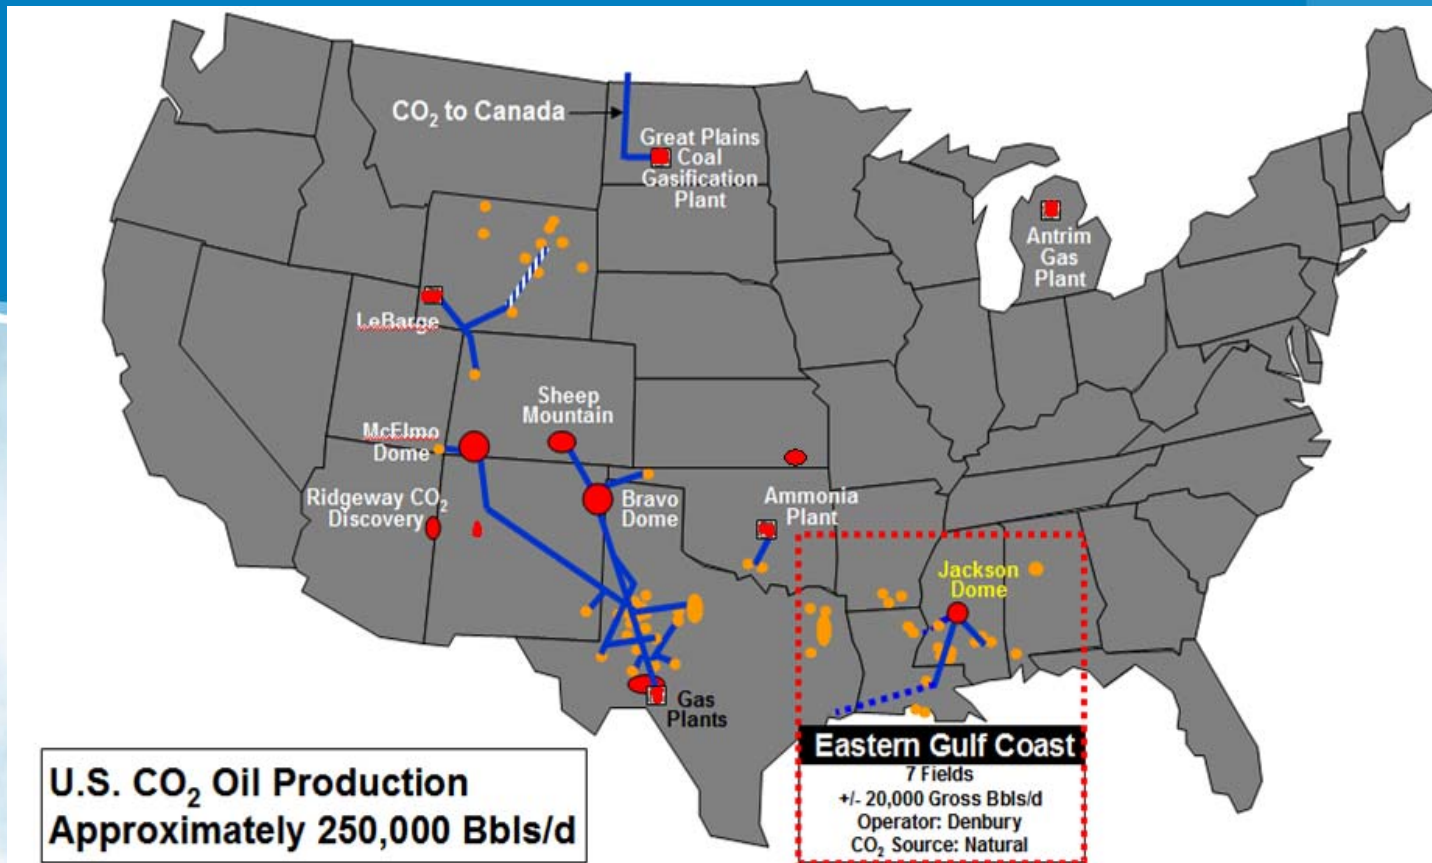 CO₂ to Canada
Great Plains
Coal
Gasification
Plant
Antrim
Gas
Plant
LeBarge
Sheep
Mountain
McElmo
Dome
Ridgeway CO₂
Discovery
Bravo
Dome
Ammonia
Plant
Jackson
Dome
Gas
Plants
Eastern Gulf Coast
7 Fields
+/- 20,000 Gross Bbls/d
Operator: Denbury
CO₂ Source: Natural
U.S. CO₂ Oil Production
Approximately 250,000 Bbls/d